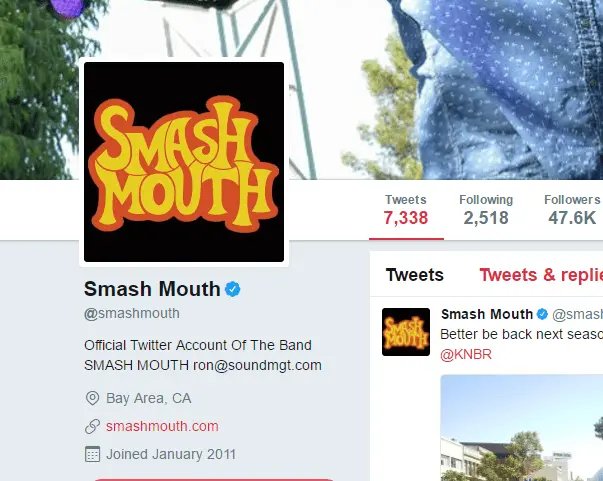 SMASH
MOUTH
Tweets Following Followers
7,338 2,518 47.6K
Smash Mouth
@smashmouth
Official Twitter Account Of The Band
SMASH MOUTH ron@soundmgt.com
Bay Area, CA
smashmouth.com
Joined January 2011
Tweets Tweets & replie
SMASH
MOUTH
Smash Mouth @smash
Better be back next seaso
@KNBR